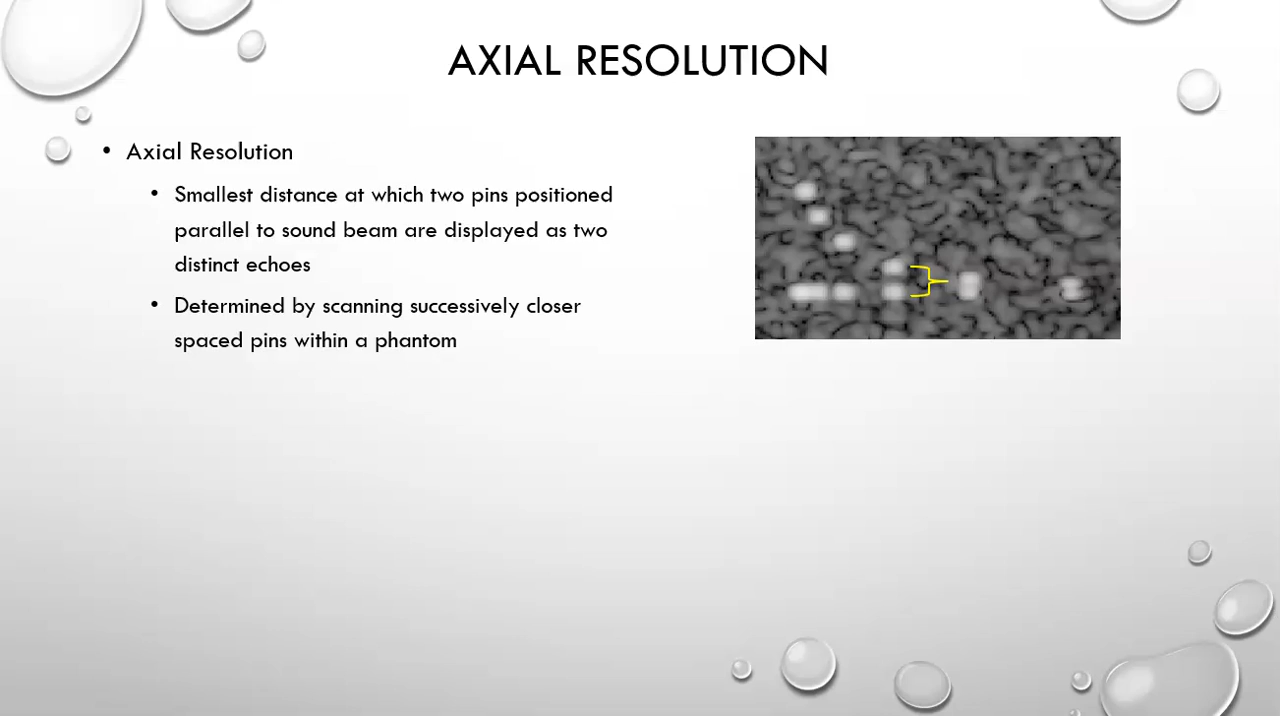 AXIAL RESOLUTION
• Axial Resolution
• Smallest distance at which two pins positioned
parallel to sound beam are displayed as two
distinct echoes
• Determined by scanning successively closer
spaced pins within a phantom